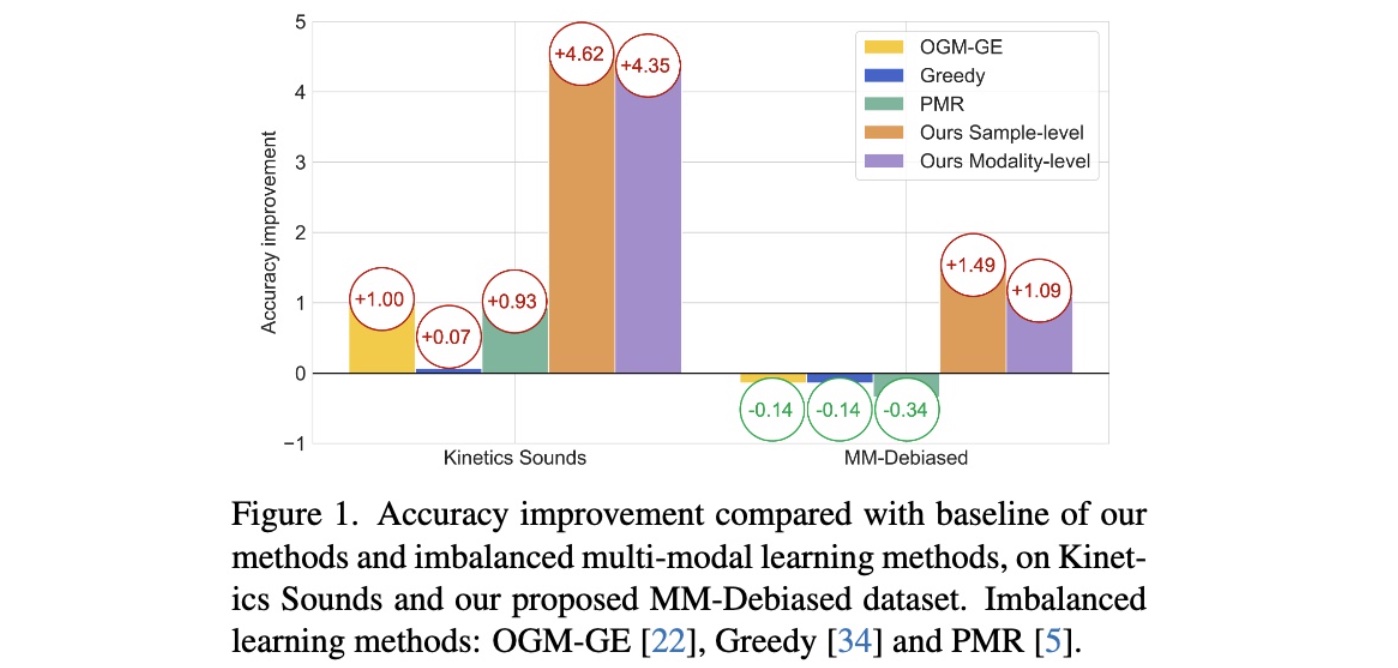 5
4
3
2
1
0
−1
Accuracy improvement
+1.00
+0.07
+0.93
+4.62
+4.35
-0.14
-0.14
-0.34
+1.49
+1.09
OGM-GE
Greedy
PMR
Ours Sample-level
Ours Modality-level
Kinetics Sounds
MM-Debiased
Figure 1. Accuracy improvement compared with baseline of our
methods and imbalanced multi-modal learning methods, on Kinet-
ics Sounds and our proposed MM-Debiased dataset. Imbalanced
learning methods: OGM-GE [22], Greedy [34] and PMR [5].